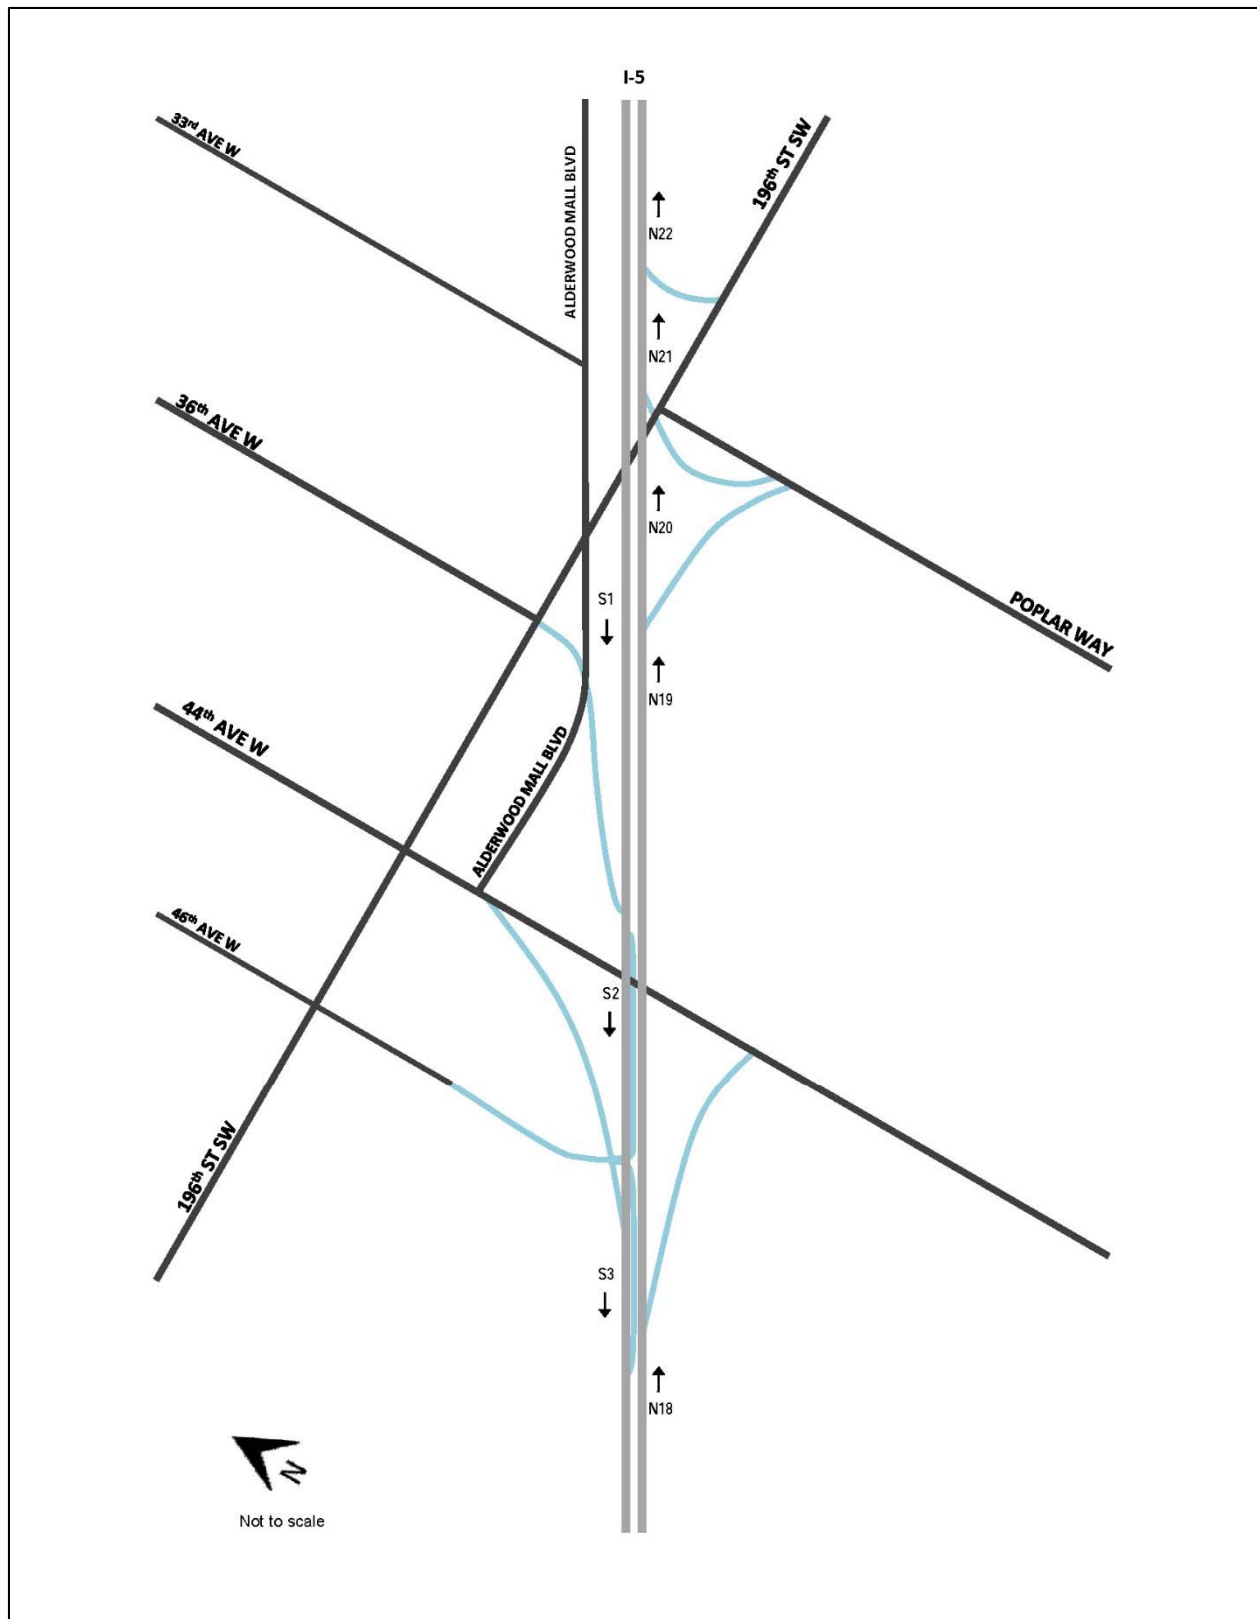 I-5
33rd AVE W
ALDERWOOD MALL BLVD
196th ST SW
N22
N21
36th AVE W
N20
S1
POPLAR WAY
N19
44th AVE W
ALDERWOOD MALL BLVD
46th AVE W
S2
196th ST SW
S3
N18
N
Not to scale